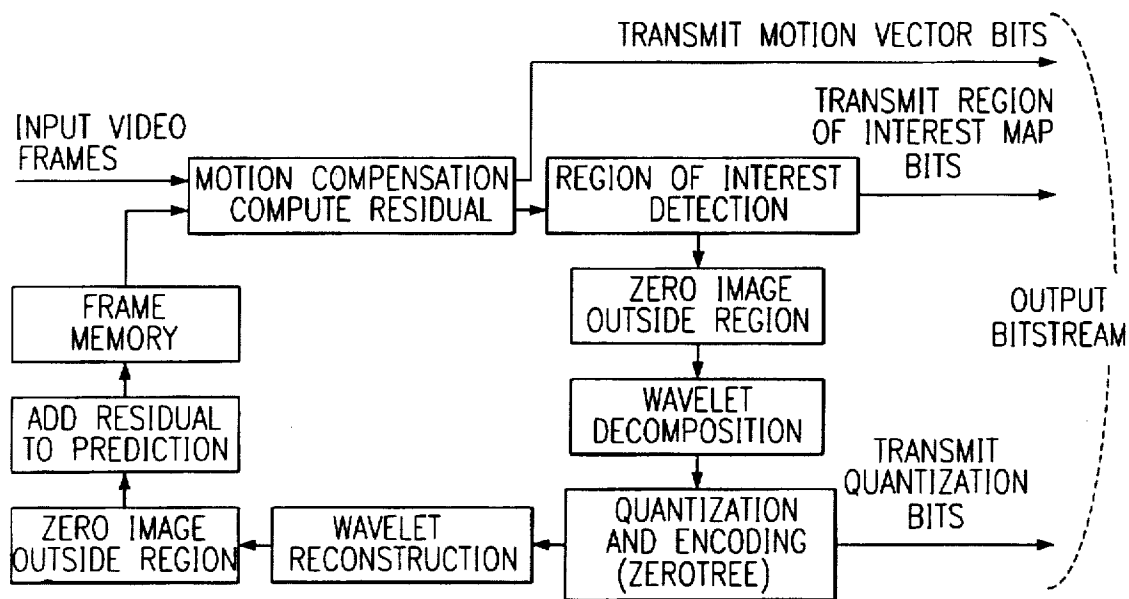 TRANSMIT MOTION VECTOR BITS
TRANSMIT REGION
OF INTEREST MAP
BITS
INPUT VIDEO
FRAMES
MOTION COMPENSATION
COMPUTE RESIDUAL
REGION OF INTEREST
DETECTION
ZERO IMAGE
OUTSIDE REGION
FRAME
MEMORY
OUTPUT
BITSTREAM
WAVELET
DECOMPOSITION
ADD RESIDUAL
TO PREDICTION
TRANSMIT
QUANTIZATION
BITS
ZERO IMAGE
OUTSIDE REGION
WAVELET
RECONSTRUCTION
QUANTIZATION
AND ENCODING
(ZEROTREE)